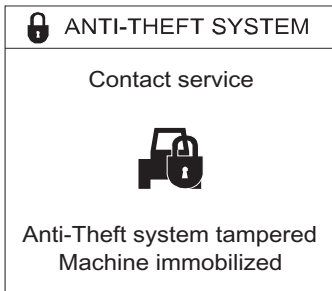 ANTI-THEFT SYSTEM
Contact service
Anti-Theft system tampered
Machine immobilized